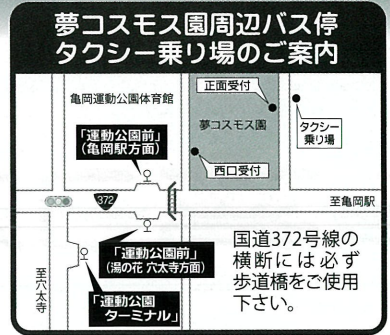 夢コスモス園周辺バス停
タクシー乗り場のご案内
正面受付
亀岡運動公園体育館
夢コスモス園
タクシー
乗り場
「運動公園前」
(亀岡駅方面)
西口受付
372
至亀岡駅
「運動公園前」
(湯の花 穴太寺方面)
国道372号線の
横断には必ず
歩道橋をご使用
下さい。
至穴太寺
「運動公園
ターミナル」